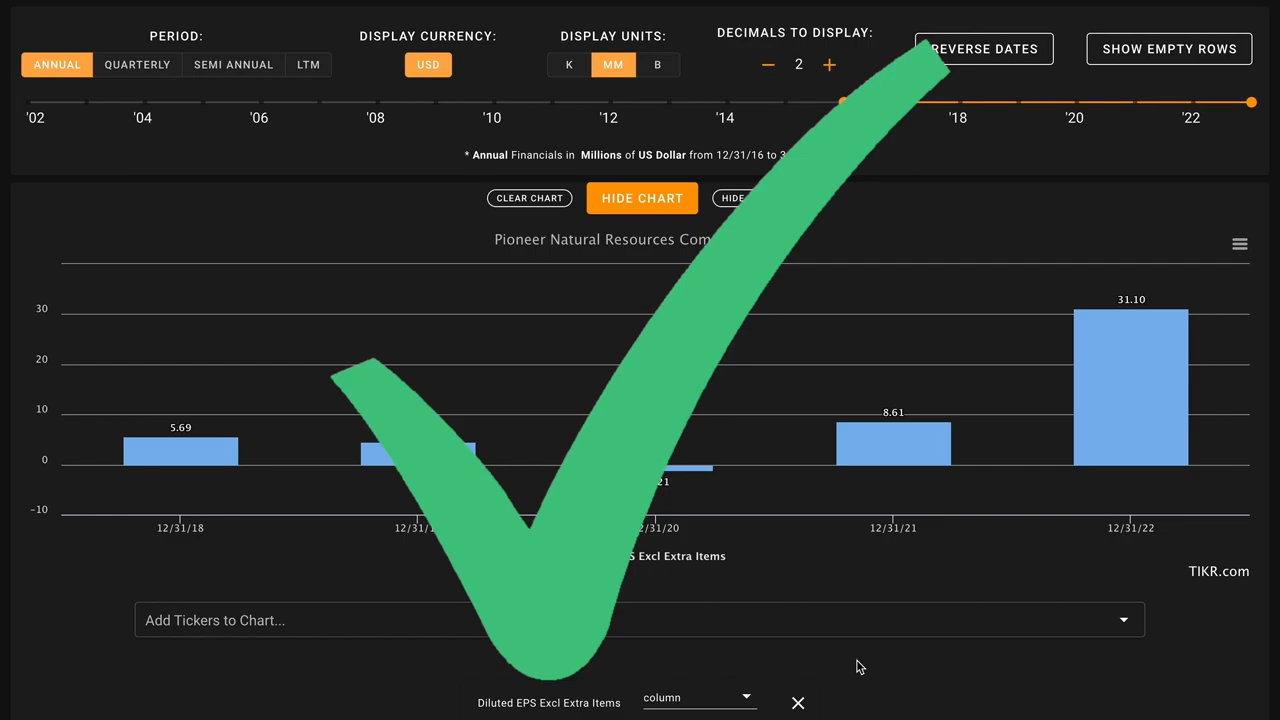 PERIOD: DISPLAY CURRENCY: DISPLAY UNITS: DECIMALS TO DISPLAY:
REVERSE DATES SHOW EMPTY ROWS
ANNUAL QUARTERLY SEMI ANNUAL LTM USD K MM B 2
'02 '04 '06 '08 '10 '12 '14 '18 '20 '22
* Annual Financials in Millions of US Dollar from 12/31/16 to
CLEAR CHART HIDE CHART HIDE
Pioneer Natural Resources
31.10
30
20
10
8.61
5.69
0
21
-10
12/31/18 12/31/20 12/31/21 12/31/22
Excl Extra Items
TIKR.com
Add Tickers to Chart...
Diluted EPS Excl Extra Items column